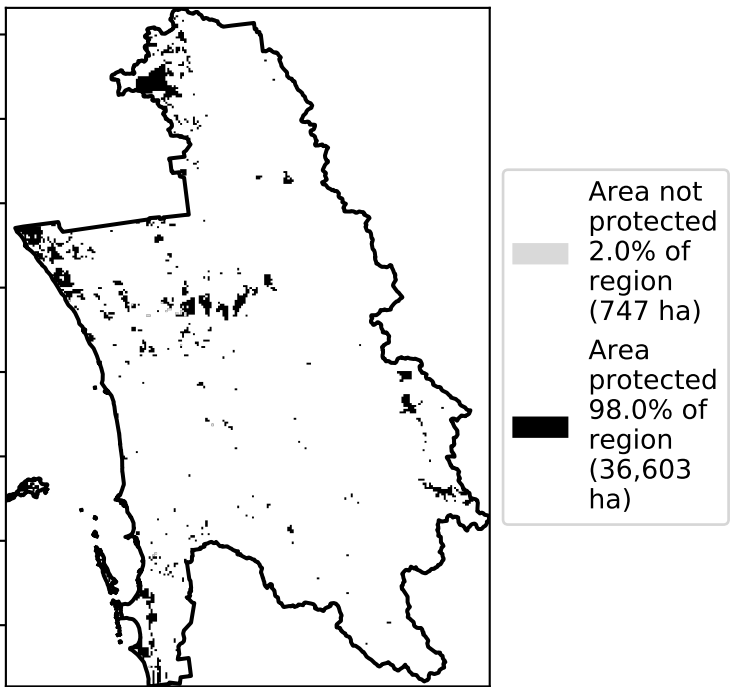 Area not
protected
2.0% of
region
(747 ha)
Area
protected
98.0% of
region
(36,603
ha)